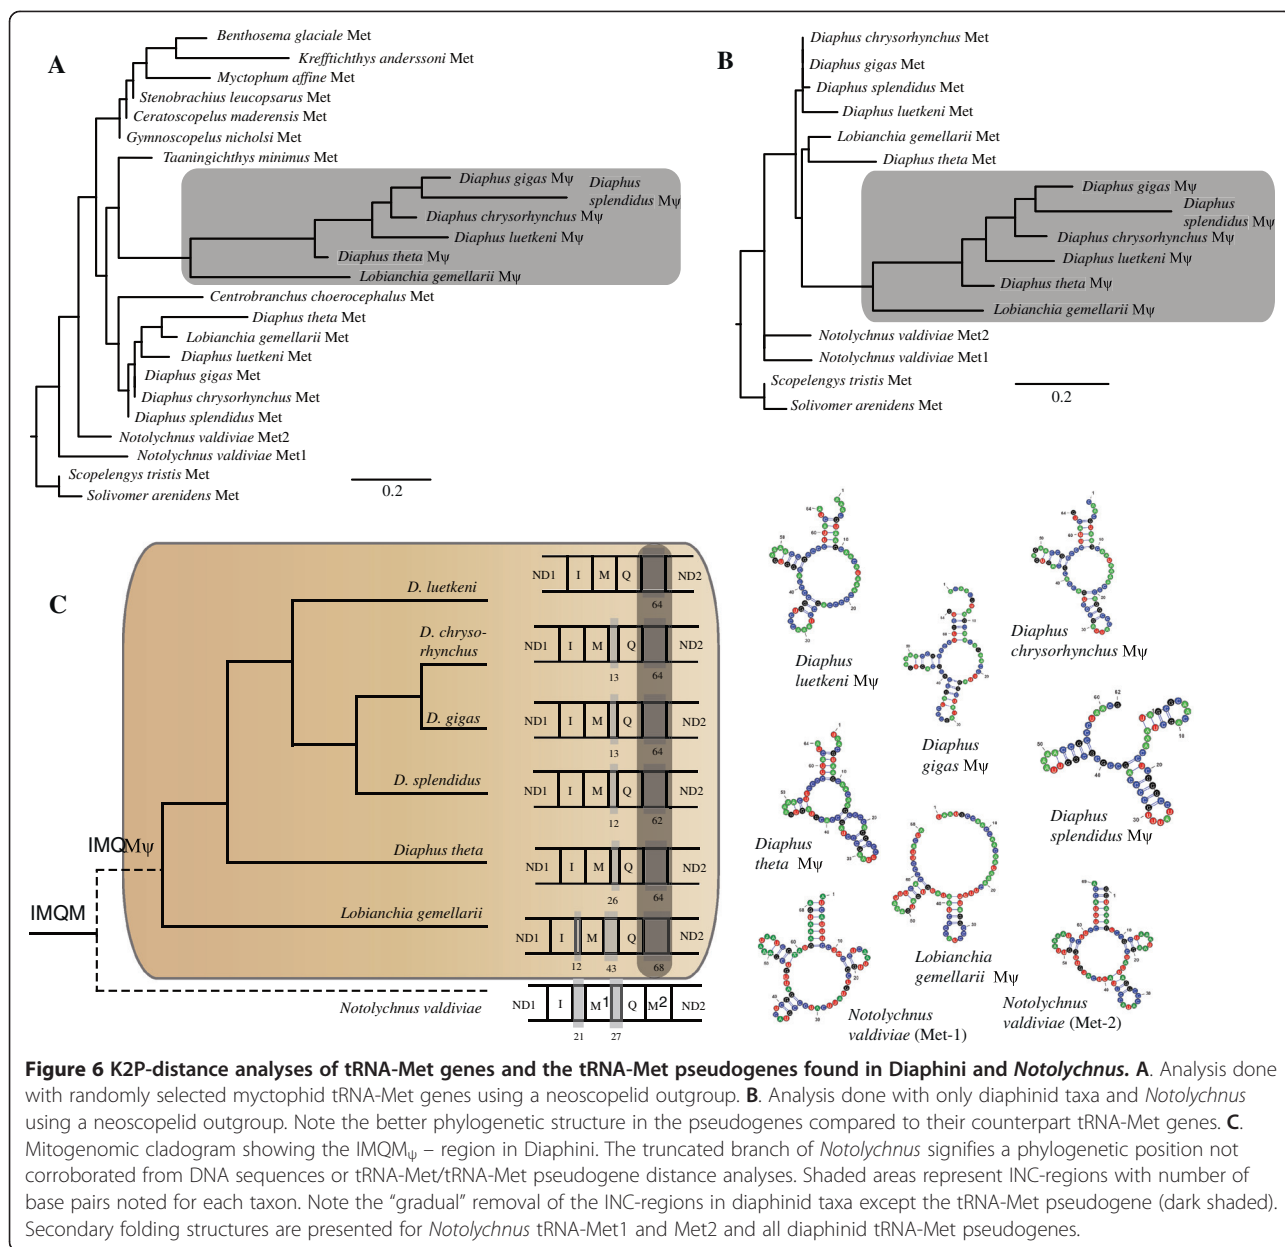 A
Benthosema glaciale Met
Krefftichthys anderssoni Met
Myctophum affine Met
Stenobrachius leucopsarus Met
Ceratoscopelus maderensis Met
Gymnoscopelus nicholsi Met
Taaningichthys minimus Met
Diaphus gigas Mψ
Diaphus
splendidus Mψ
Diaphus chrysorhynchus Mψ
Diaphus luetkeni Mψ
Diaphus theta Mψ
Lobianchia gemellarii Mψ
Centrobranchus choerocephalus Met
Diaphus theta Met
Lobianchia gemellarii Met
Diaphus luetkeni Met
Diaphus gigas Met
Diaphus chrysorhynchus Met
Diaphus splendidus Met
Notolychnus valdiviae Met2
Notolychnus valdiviae Met1
Scopelengys tristis Met
Solivomer arenidens Met
0.2
B
Diaphus chrysorhynchus Met
Diaphus gigas Met
Diaphus splendidus Met
Diaphus luetkeni Met
Lobianchia gemellarii Met
Diaphus theta Met
Diaphus gigas Mψ
Diaphus
splendidus Mψ
Diaphus chrysorhynchus Mψ
Diaphus luetkeni Mψ
Diaphus theta Mψ
Lobianchia gemellarii Mψ
Notolychnus valdiviae Met2
Notolychnus valdiviae Met1
Scopelengys tristis Met
Solivomer arenidens Met
0.2
C
IMQM
IMQMψ
D. luetkeni
ND1 I M Q ND2
64
D. chryso-
rhynchus
ND1 I M Q ND2
13 64
D. gigas
ND1 I M Q ND2
13 64
D. splendidus
ND1 I M Q ND2
12 62
Diaphus theta
ND1 I M Q ND2
26 64
Lobianchia gemellarii
ND1 I M Q ND2
12 43 68
Notolychnus valdiviae
ND1 I M1 Q M2 ND2
21 27
Diaphus
luetkeni Mψ
Diaphus
chrysorhynchus Mψ
Diaphus
gigas Mψ
Diaphus
splendidus Mψ
Diaphus
theta Mψ
Lobianchia
gemellarii Mψ
Notolychnus
valdiviae (Met-1)
Notolychnus
valdiviae (Met-2)
Figure 6 K2P-distance analyses of tRNA-Met genes and the tRNA-Met pseudogenes found in Diaphini and Notolychnus. A. Analysis done
with randomly selected myctophid tRNA-Met genes using a neoscopelid outgroup. B. Analysis done with only diaphinid taxa and Notolychnus
using a neoscopelid outgroup. Note the better phylogenetic structure in the pseudogenes compared to their counterpart tRNA-Met genes. C.
Mitogenomic cladogram showing the IMQMψ – region in Diaphini. The truncated branch of Notolychnus signifies a phylogenetic position not
corroborated from DNA sequences or tRNA-Met/tRNA-Met pseudogene distance analyses. Shaded areas represent INC-regions with number of
base pairs noted for each taxon. Note the “gradual” removal of the INC-regions in diaphinid taxa except the tRNA-Met pseudogene (dark shaded).
Secondary folding structures are presented for Notolychnus tRNA-Met1 and Met2 and all diaphinid tRNA-Met pseudogenes.